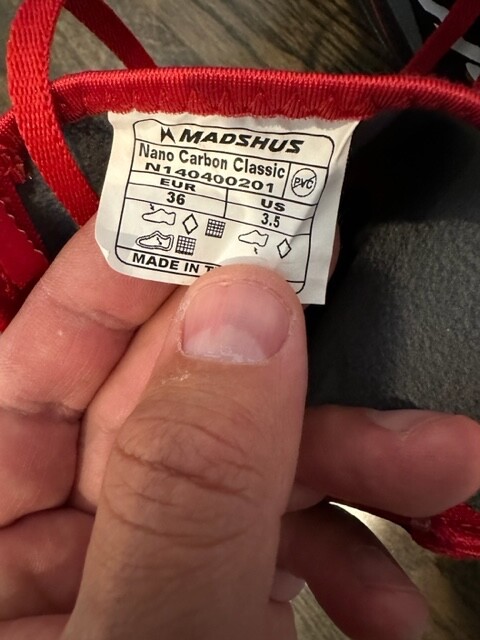 MADSHUS
Nano Carbon Classic
N140400201
PVC
EUR US
36 3.5
MADE IN